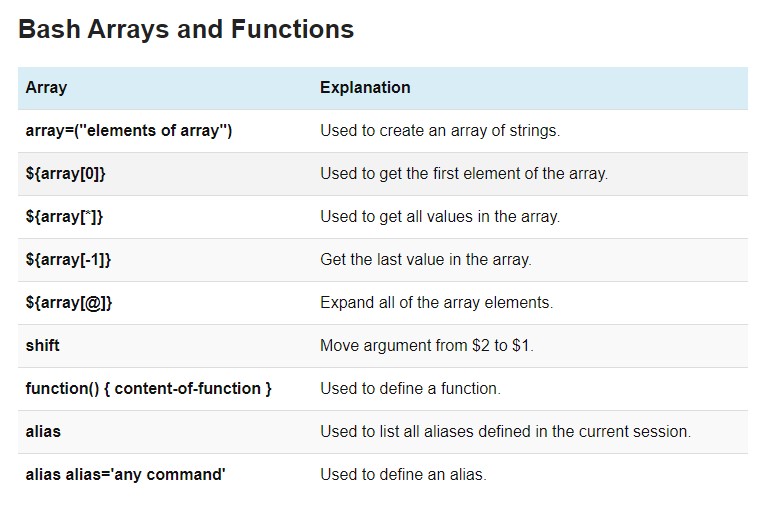 Bash Arrays and Functions
Array Explanation
array=("elements of array") Used to create an array of strings.
${array[0]} Used to get the first element of the array.
${array[*]} Used to get all values in the array.
${array[-1]} Get the last value in the array.
${array[@]} Expand all of the array elements.
shift Move argument from $2 to $1.
function() { content-of-function } Used to define a function.
alias Used to list all aliases defined in the current session.
alias alias='any command' Used to define an alias.